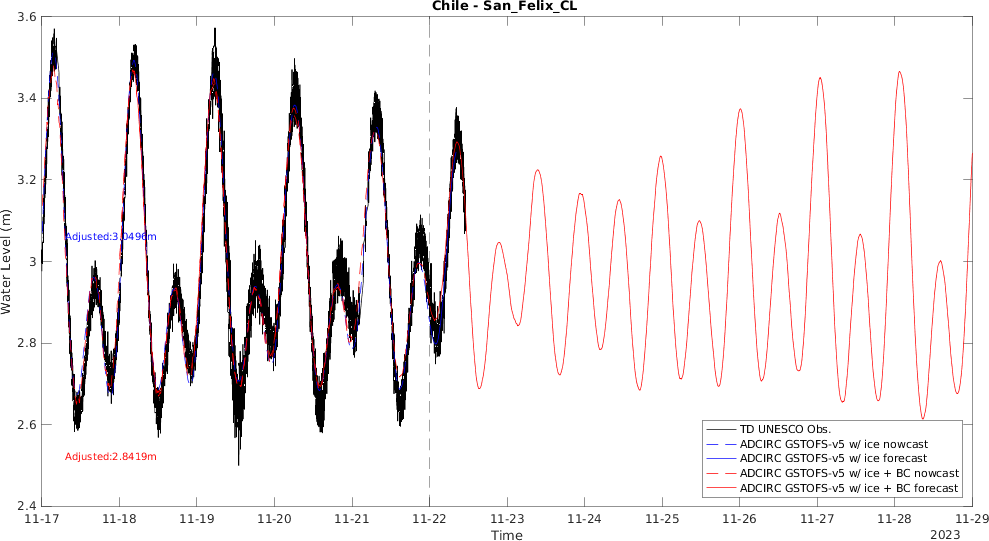 Chile - San_Felix_CL
3.6
3.4
3.2
3
2.8
2.6
2.4
Water Level (m)
Adjusted:3.0496m
Adjusted:2.8419m
TD UNESCO Obs.
ADCIRC GSTOFS-v5 w/ ice nowcast
ADCIRC GSTOFS-v5 w/ ice forecast
ADCIRC GSTOFS-v5 w/ ice + BC nowcast
ADCIRC GSTOFS-v5 w/ ice + BC forecast
11-17 11-18 11-19 11-20 11-21 11-22 11-23 11-24 11-25 11-26 11-27 11-28 11-29
Time
2023